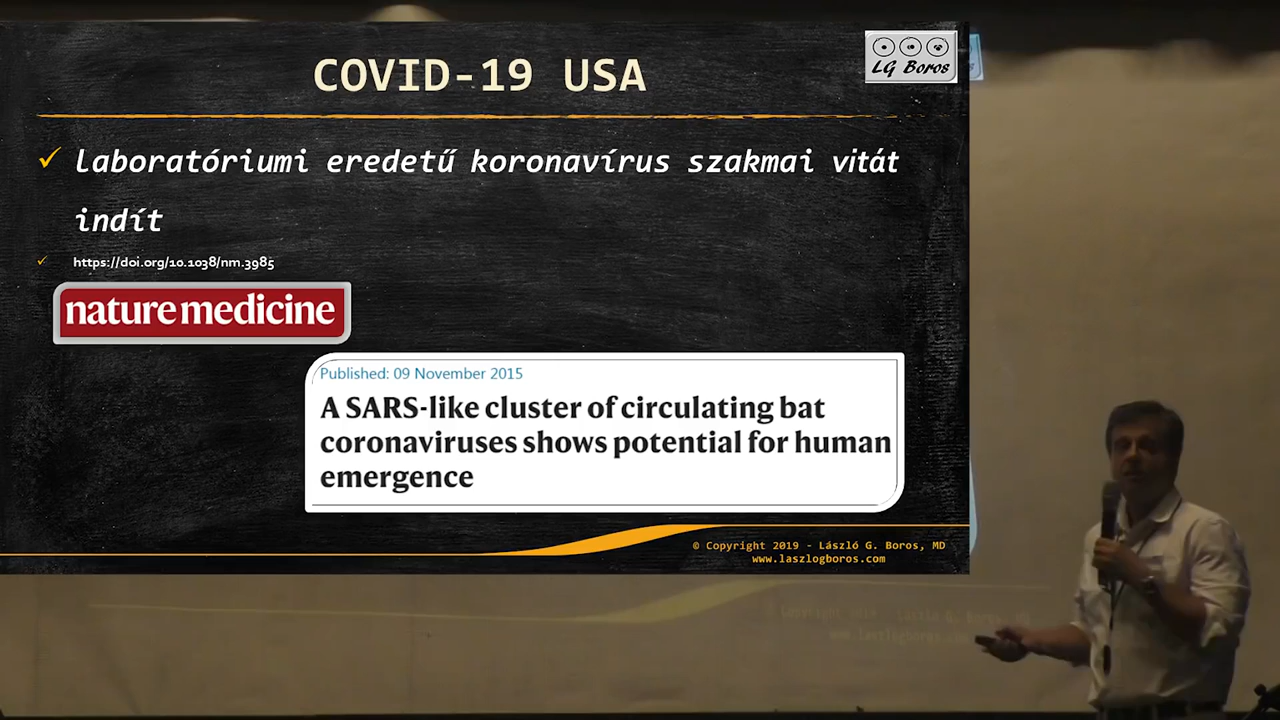 COVID-19 USA
LG Boros
laboratóriumi eredetű koronavírus szakmai vitát
indít
https://doi.org/10.1038/nm.3985
nature medicine
Published: 09 November 2015
A SARS-like cluster of circulating bat
coronaviruses shows potential for human
emergence
© Copyright 2019 - László G. Boros, MD
www.laszlogboros.com